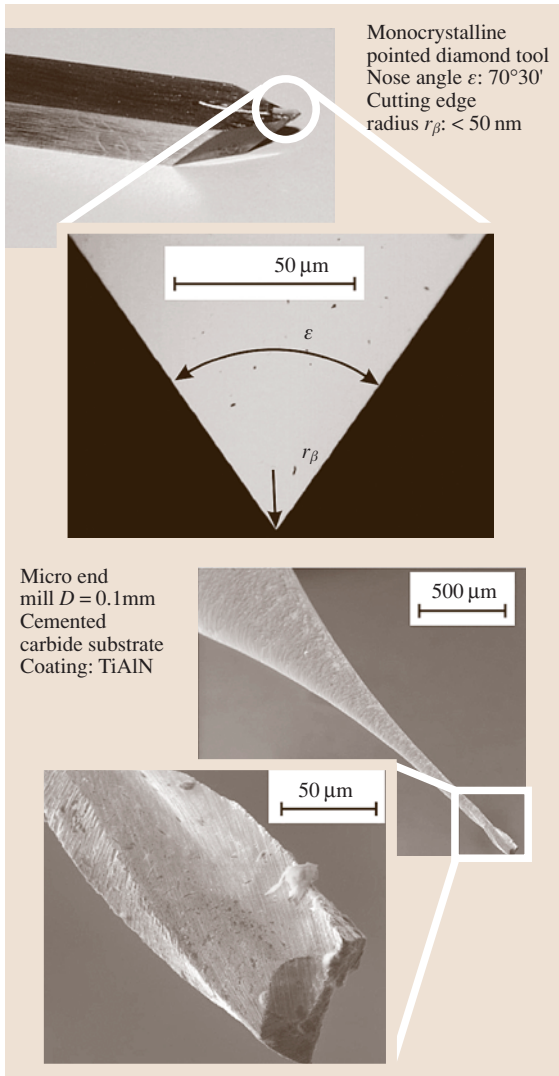 Monocrystalline
pointed diamond tool
Nose angle ε: 70°30'
Cutting edge
radius rβ: < 50 nm
50 µm
ε
rβ
Micro end
mill D = 0.1mm
Cemented
carbide substrate
Coating: TiAlN
500 µm
50 µm